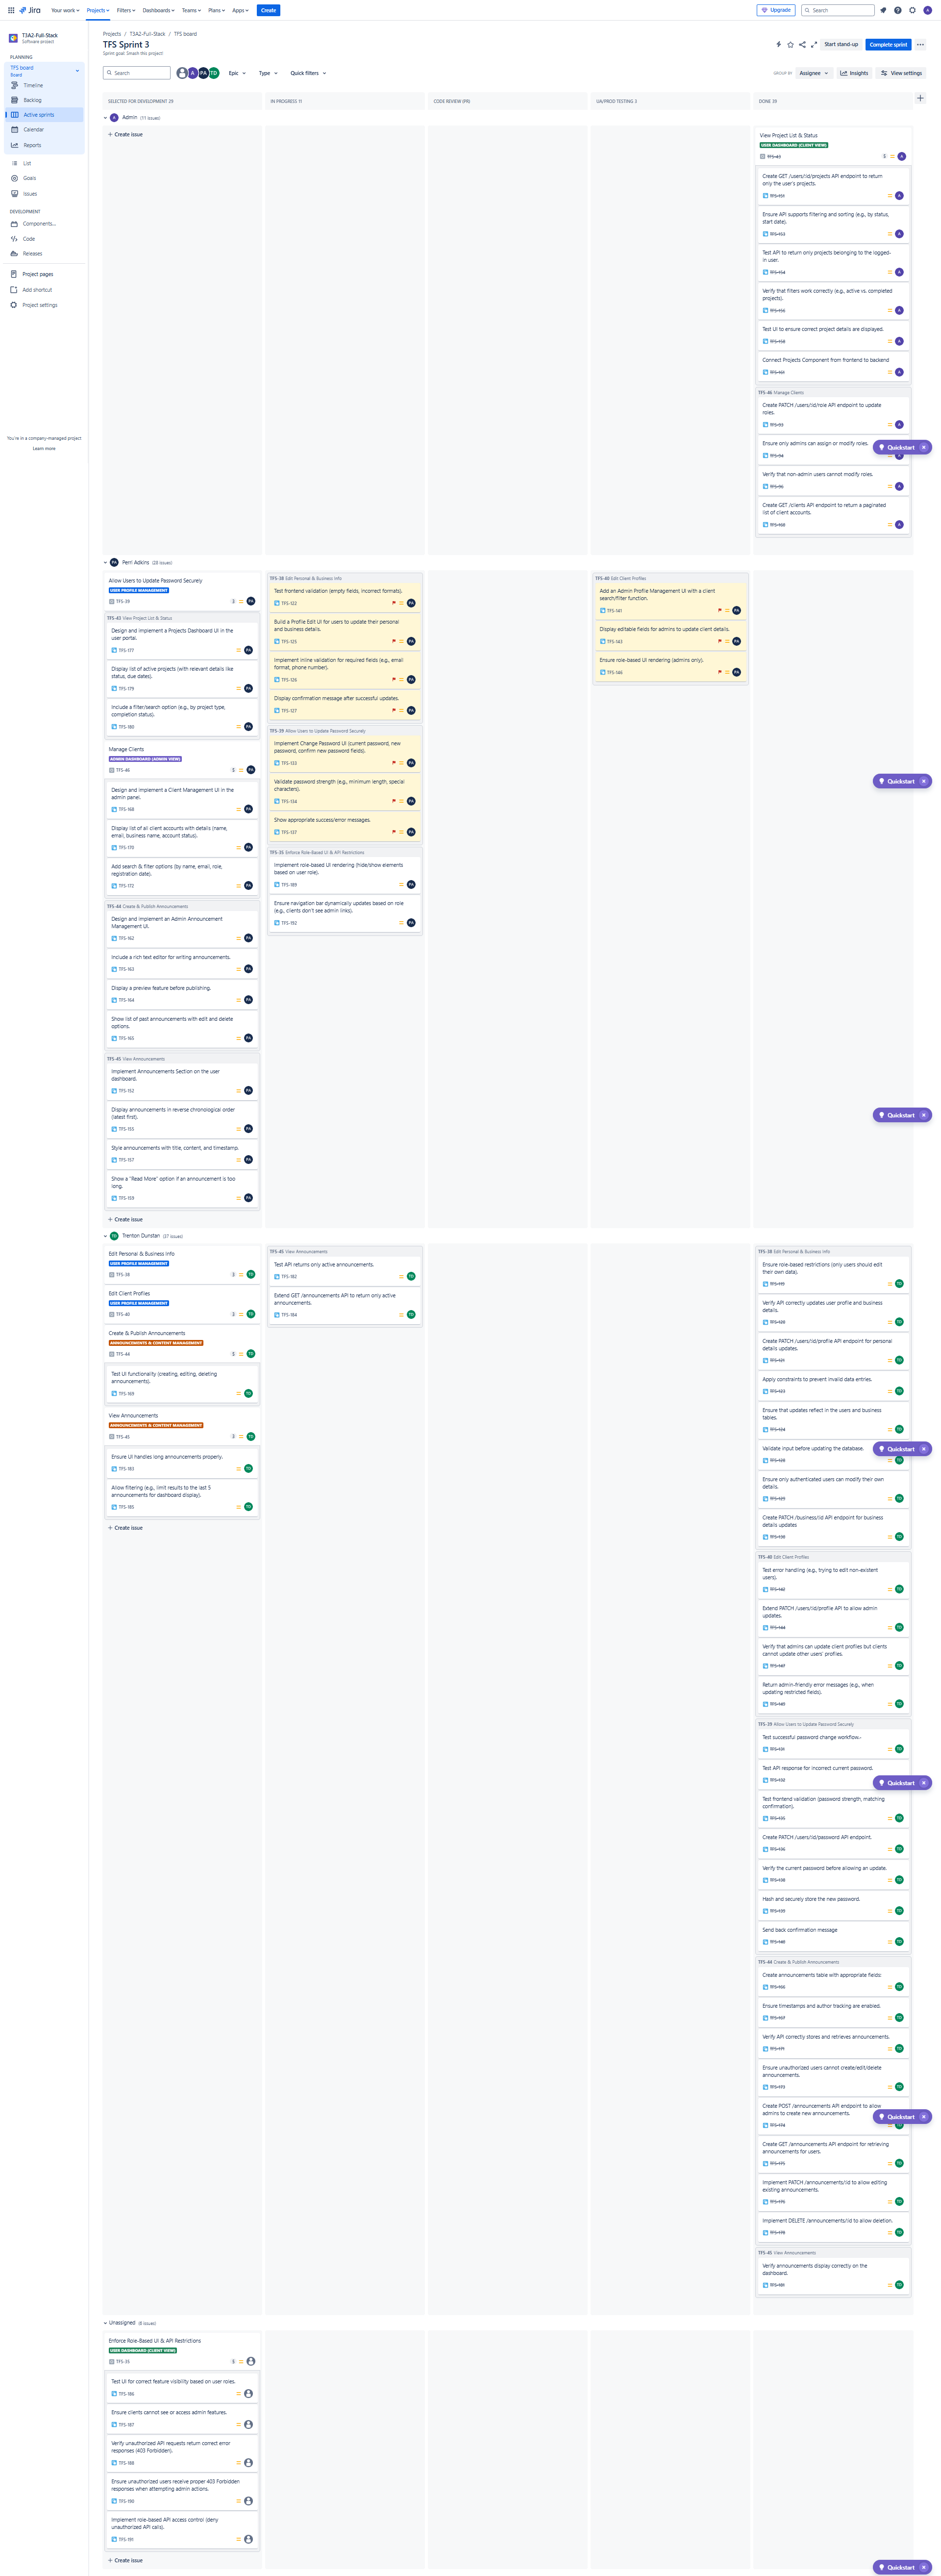 Jira
Your work
Projects
Filters
Dashboards
Teams
Plans
Apps
Create
Upgrade
Search
A
T3A2-Full-Stack
Software project
PLANNING
TFS board
Board
Timeline
Backlog
Active sprints
Calendar
Reports
List
Goals
Issues
DEVELOPMENT
Components...
Code
Releases
Project pages
Add shortcut
Project settings
You're in a company-managed project
Learn more
Projects / T3A2-Full-Stack / TFS board
TFS Sprint 3
Sprint goal: Smash this project!
Start stand-up
Complete sprint
Search
A PA TD
Epic
Type
Quick filters
GROUP BY
Assignee
Insights
View settings
SELECTED FOR DEVELOPMENT 29
IN PROGRESS 11
CODE REVIEW (PR)
UA/PROD TESTING 3
DONE 39
A Admin (11 issues)
Create issue
View Project List & Status
USER DASHBOARD (CLIENT VIEW)
TFS-43
Create GET /users/:id/projects API endpoint to return
only the user's projects.
TFS-151
Ensure API supports filtering and sorting (e.g., by status,
start date).
TFS-153
Test API to return only projects belonging to the logged-
in user.
TFS-154
Verify that filters work correctly (e.g., active vs. completed
projects).
TFS-156
Test UI to ensure correct project details are displayed.
TFS-158
Connect Projects Component from frontend to backend
TFS-46 Manage Clients
Create PATCH /users/:id/role API endpoint to update
roles.
TFS-93
Ensure only admins can assign or modify roles.
TFS-94
Quickstart
Verify that non-admin users cannot modify roles.
TFS-96
Create GET /clients API endpoint to return a paginated
list of client accounts.
PA Perri Adkins (28 issues)
Allow Users to Update Password Securely
USER PROFILE MANAGEMENT
TFS-39
3
PA
TFS-43 View Project List & Status
Design and implement a Projects Dashboard UI in the
user portal.
TFS-177
Display list of active projects (with relevant details like
status, due dates).
TFS-179
Include a filter/search option (e.g., by project type,
completion status).
TFS-180
Manage Clients
ADMIN DASHBOARD (ADMIN VIEW)
TFS-46
5
PA
Design and implement a Client Management UI in the
admin panel.
TFS-168
Display list of all client accounts with details (name,
email, business name, account status).
TFS-170
Add search & filter options (by name, email, role,
registration date).
TFS-172
TFS-44 Create & Publish Announcements
Design and implement an Admin Announcement
Management UI.
TFS-162
Include a rich text editor for writing announcements.
TFS-163
Display a preview feature before publishing.
TFS-164
Show list of past announcements with edit and delete
options.
TFS-165
TFS-45 View Announcements
Implement Announcements Section on the user
dashboard.
TFS-152
Display announcements in reverse chronological order
(latest first).
TFS-155
Style announcements with title, content, and timestamp.
TFS-157
Show a "Read More" option if an announcement is too
long.
TFS-159
Create issue
TFS-38 Edit Personal & Business Info
Test frontend validation (empty fields, incorrect formats).
TFS-122
Build a Profile Edit UI for users to update their personal
and business details.
TFS-125
Implement inline validation for required fields (e.g., email
format, phone number).
TFS-126
Display confirmation message after successful updates.
TFS-127
TFS-39 Allow Users to Update Password Securely
Implement Change Password UI (current password, new
password, confirm new password fields).
TFS-133
Validate password strength (e.g., minimum length, special
characters).
TFS-134
Show appropriate success/error messages.
TFS-137
TFS-35 Enforce Role-Based UI & API Restrictions
Implement role-based UI rendering (hide/show elements
based on user role).
TFS-189
Ensure navigation bar dynamically updates based on role
(e.g., clients don't see admin links).
TFS-192
TFS-40 Edit Client Profiles
Add an Admin Profile Management UI with a client
search/filter function.
TFS-141
Display editable fields for admins to update client details.
TFS-143
Ensure role-based UI rendering (admins only).
TFS-146
Quickstart
Quickstart
TD Trenton Dunstan (37 issues)
Edit Personal & Business Info
USER PROFILE MANAGEMENT
TFS-38
3
TD
Edit Client Profiles
USER PROFILE MANAGEMENT
TFS-40
3
TD
Create & Publish Announcements
ANNOUNCEMENTS & CONTENT MANAGEMENT
TFS-44
5
TD
Test UI functionality (creating, editing, deleting
announcements).
TFS-169
View Announcements
ANNOUNCEMENTS & CONTENT MANAGEMENT
TFS-45
3
TD
Ensure UI handles long announcements properly.
TFS-183
Allow filtering (e.g., limit results to the last 5
announcements for dashboard display).
TFS-185
Create issue
TFS-45 View Announcements
Test API returns only active announcements.
TFS-182
Extend GET /announcements API to return only active
announcements.
TFS-184
TFS-38 Edit Personal & Business Info
Ensure role-based restrictions (only users should edit
their own data).
TFS-119
Verify API correctly updates user profile and business
details.
TFS-120
Create PATCH /users/:id/profile API endpoint for personal
details updates.
TFS-121
Apply constraints to prevent invalid data entries.
TFS-123
Ensure that updates reflect in the users and business
tables.
TFS-124
Validate input before updating the database.
TFS-128
Quickstart
Ensure only authenticated users can modify their own
details.
TFS-129
Create PATCH /business/:id API endpoint for business
details updates
TFS-130
TFS-40 Edit Client Profiles
Test error handling (e.g., trying to edit non-existent
users).
TFS-142
Extend PATCH /users/:id/profile API to allow admin
updates.
TFS-144
Verify that admins can update client profiles but clients
cannot update other users' profiles.
TFS-147
Return admin-friendly error messages (e.g., when
updating restricted fields).
TFS-149
TFS-39 Allow Users to Update Password Securely
Test successful password change workflow.-
TFS-131
Test API response for incorrect current password.
TFS-132
Quickstart
Test frontend validation (password strength, matching
confirmation).
TFS-135
Create PATCH /users/:id/password API endpoint.
TFS-136
Verify the current password before allowing an update.
TFS-138
Hash and securely store the new password.
TFS-139
Send back confirmation message
TFS-140
TFS-44 Create & Publish Announcements
Create announcements table with appropriate fields:
TFS-166
Ensure timestamps and author tracking are enabled.
TFS-167
Verify API correctly stores and retrieves announcements.
TFS-171
Ensure unauthorized users cannot create/edit/delete
announcements.
TFS-173
Create POST /announcements API endpoint to allow
admins to create new announcements.
TFS-174
Quickstart
Create GET /announcements API endpoint for retrieving
announcements for users.
TFS-175
Implement PATCH /announcements/:id to allow editing
existing announcements.
TFS-176
Implement DELETE /announcements/:id to allow deletion.
TFS-178
TFS-45 View Announcements
Verify announcements display correctly on the
dashboard.
TFS-181
Unassigned (8 issues)
Enforce Role-Based UI & API Restrictions
USER DASHBOARD (CLIENT VIEW)
TFS-35
5
Test UI for correct feature visibility based on user roles.
TFS-186
Ensure clients cannot see or access admin features.
TFS-187
Verify unauthorized API requests return correct error
responses (403 Forbidden).
TFS-188
Ensure unauthorized users receive proper 403 Forbidden
responses when attempting admin actions.
TFS-190
Implement role-based API access control (deny
unauthorized API calls).
TFS-191
Create issue
Quickstart